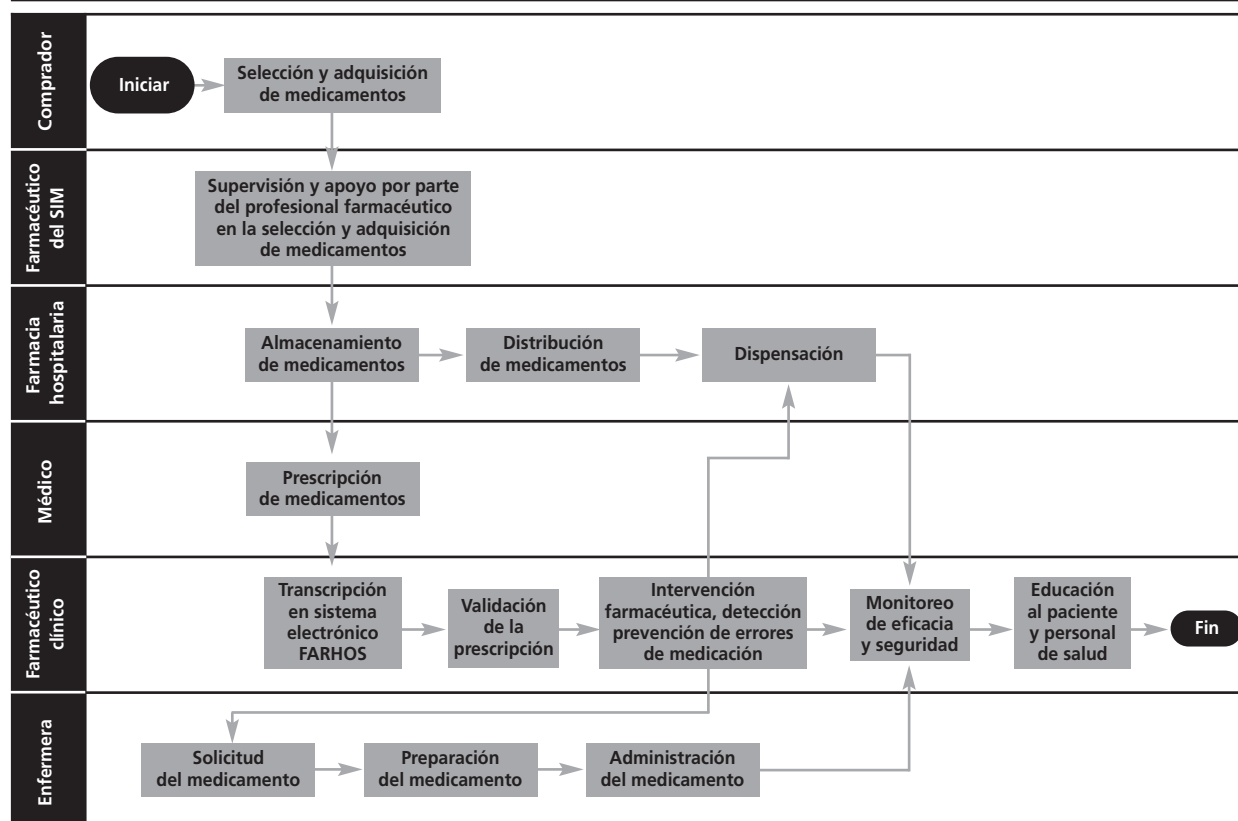 Comprador
Iniciar
Selección y adquisición
de medicamentos
Farmacéutico
del SIM
Supervisión y apoyo por parte
del profesional farmacéutico
en la selección y adquisición
de medicamentos
Farmacia
hospitalaria
Almacenamiento
de medicamentos
Distribución
de medicamentos
Dispensación
Médico
Prescripción
de medicamentos
Farmacéutico
clínico
Transcripción
en sistema
electrónico
FARHOS
Validación
de la
prescripción
Intervención
farmacéutica, detección
prevención de errores
de medicación
Monitoreo
de eficacia
y seguridad
Educación
al paciente
y personal
de salud
Fin
Enfermera
Solicitud
del medicamento
Preparación
del medicamento
Administración
del medicamento